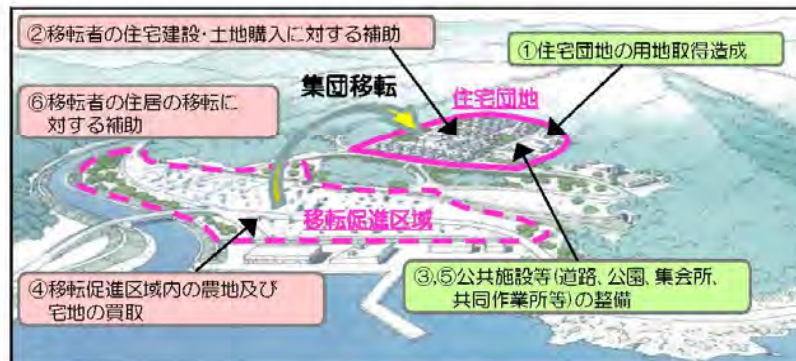 ②移転者の住宅建設・土地購入に対する補助
①住宅団地の用地取得造成
集団移転
住宅団地
⑥移転者の住居の移転に
対する補助
移転促進区域
④移転促進区域内の農地及び
宅地の買取
③,⑤公共施設等(道路、公園、集会所、
共同作業所等)の整備